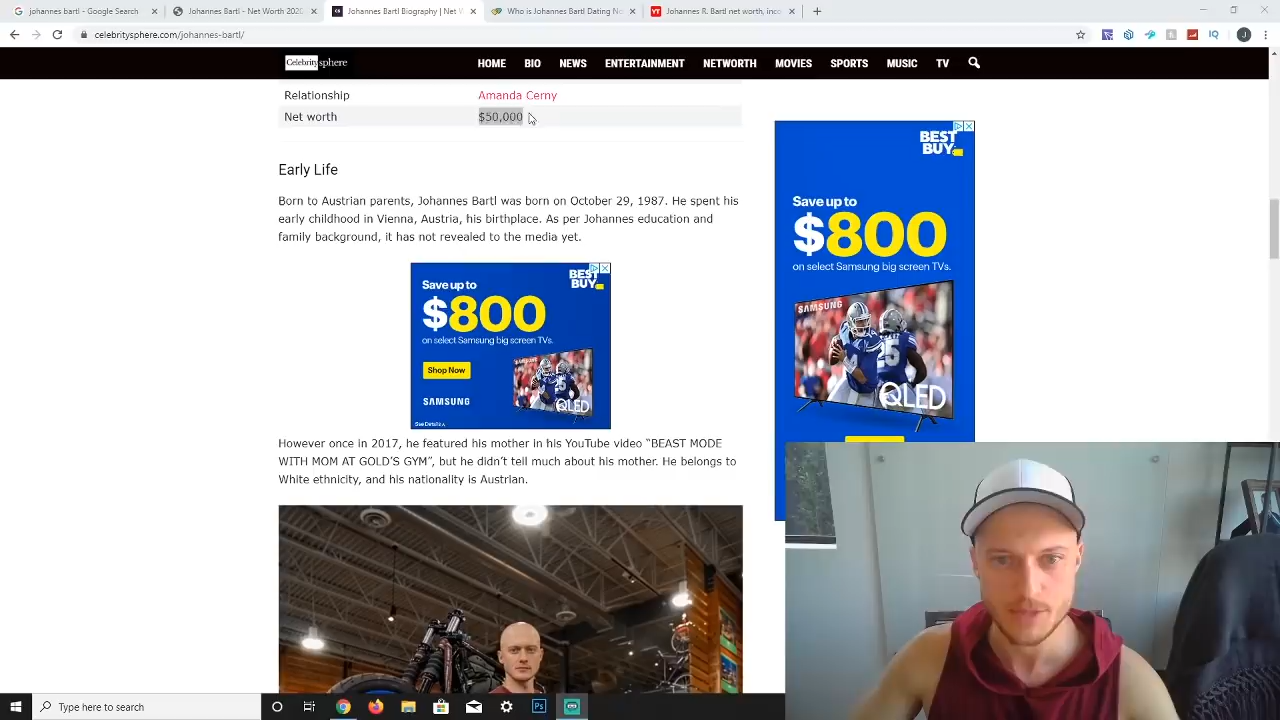 johannes bartl - Google Search
Johannes Bartl - Net Worth 2020
Johannes Bartl Biography | Net W
Who is Johannes Bartl Dating No
Johannes R. Bartl net worth, inco
celebritysphere.com/johannes-bartl/
Celebritysphere
HOME BIO NEWS ENTERTAINMENT NETWORTH MOVIES SPORTS MUSIC TV
Relationship Amanda Cerny
Net worth $50,000
Early Life
Born to Austrian parents, Johannes Bartl was born on October 29, 1987. He spent his
early childhood in Vienna, Austria, his birthplace. As per Johannes education and
family background, it has not revealed to the media yet.
BEST
BUY
Save up to
$800
on select Samsung big screen TVs.
Shop Now
SAMSUNG
QLED
See Details
However once in 2017, he featured his mother in his YouTube video “BEAST MODE
WITH MOM AT GOLD’S GYM”, but he didn’t tell much about his mother. He belongs to
White ethnicity, and his nationality is Austrian.
BEST
BUY
Save up to
$800
on select Samsung big screen TVs.
SAMSUNG
QLED
Type here to search